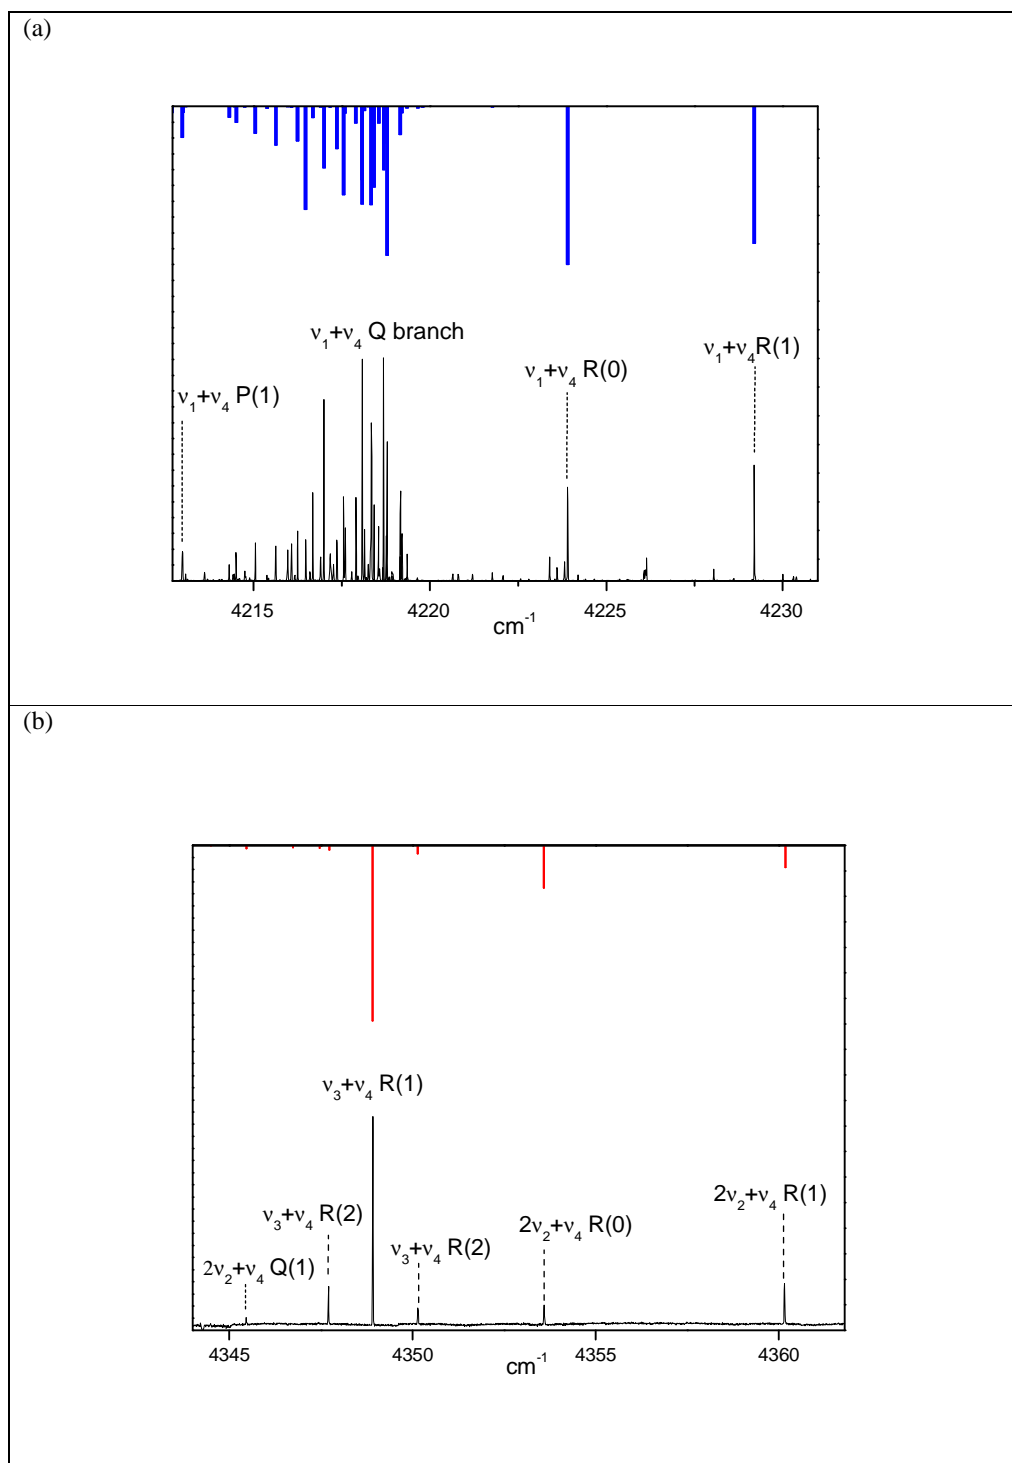 (a)
ν₁+ν₄ Q branch
ν₁+ν₄R(1)
ν₁+ν₄ R(0)
ν₁+ν₄ P(1)
4215 4220 4225 4230
cm⁻¹
(b)
ν₃+ν₄ R(1)
2ν₂+ν₄ R(1)
ν₃+ν₄ R(2)
2ν₂+ν₄ R(0)
ν₃+ν₄ R(2)
2ν₂+ν₄ Q(1)
4345 4350 4355 4360
cm⁻¹